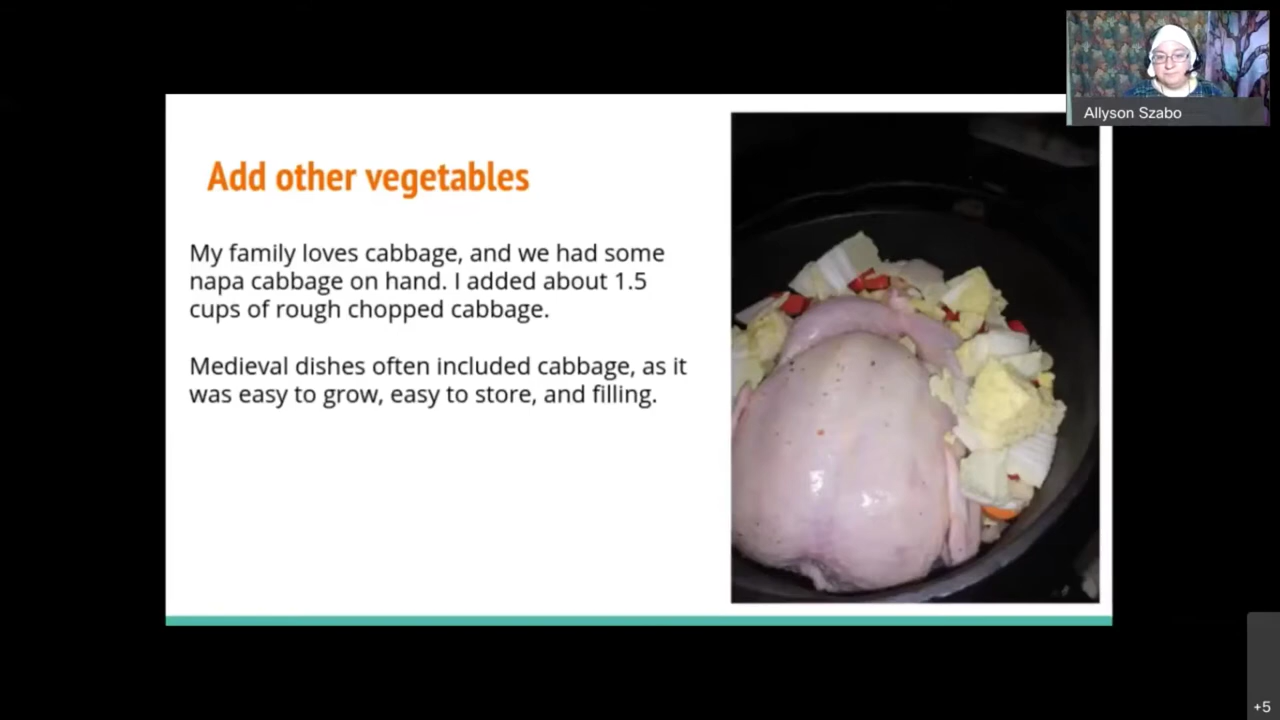 Allyson Szabo
Add other vegetables
My family loves cabbage, and we had some
napa cabbage on hand. I added about 1.5
cups of rough chopped cabbage.
Medieval dishes often included cabbage, as it
was easy to grow, easy to store, and filling.
+5